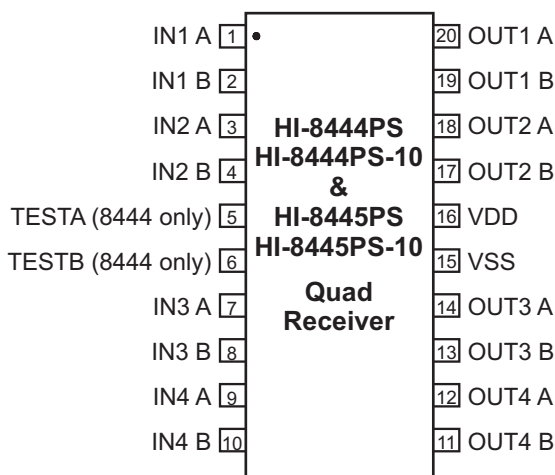 IN1 A 1
IN1 B 2
IN2 A 3
IN2 B 4
TESTA (8444 only) 5
TESTB (8444 only) 6
IN3 A 7
IN3 B 8
IN4 A 9
IN4 B 10
HI-8444PS
HI-8444PS-10
&
HI-8445PS
HI-8445PS-10
Quad
Receiver
20 OUT1 A
19 OUT1 B
18 OUT2 A
17 OUT2 B
16 VDD
15 VSS
14 OUT3 A
13 OUT3 B
12 OUT4 A
11 OUT4 B